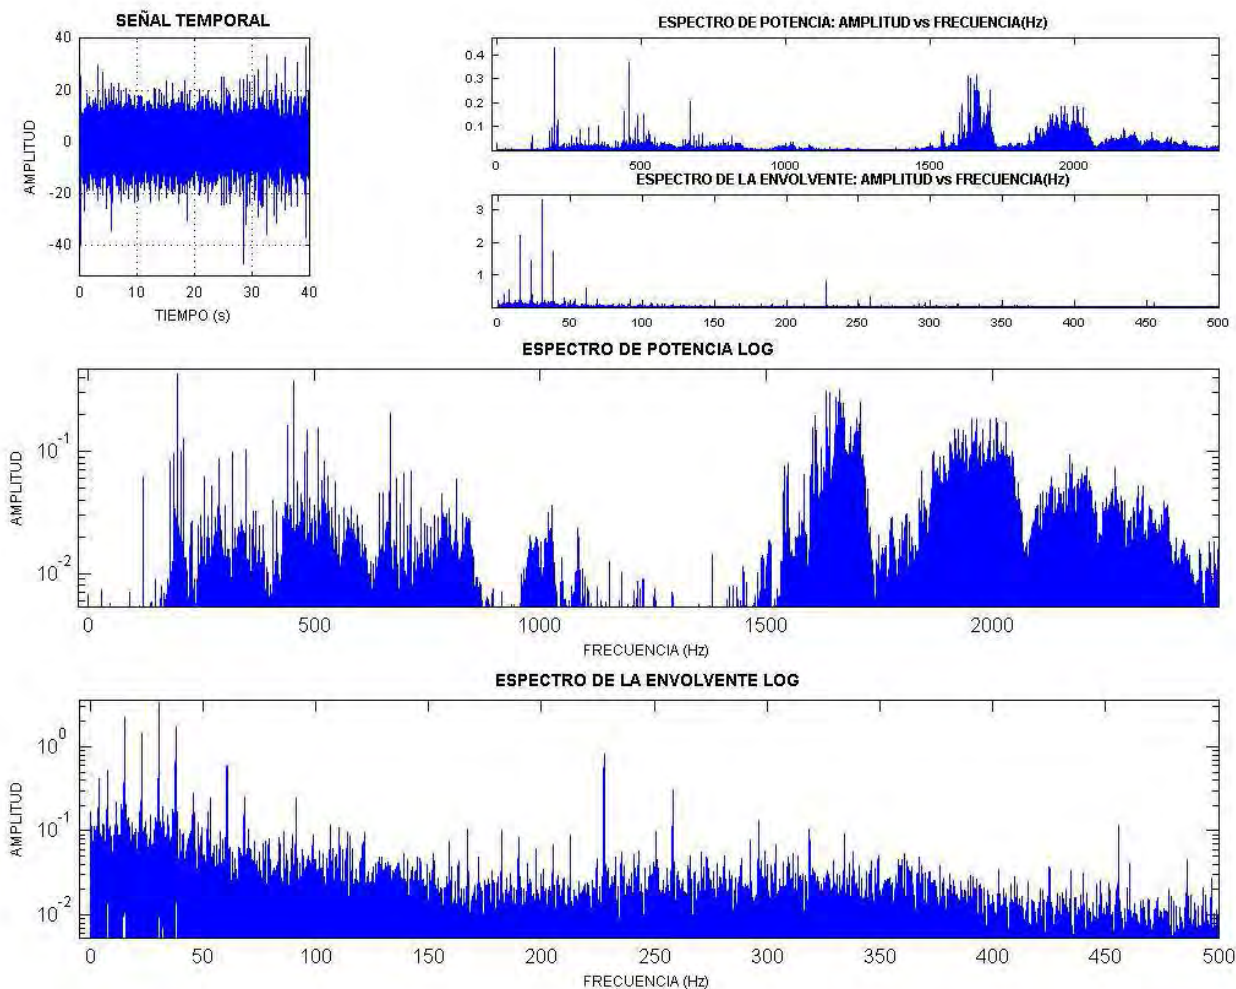 SEÑAL TEMPORAL
40
20
0
-20
-40
AMPLITUD
0 10 20 30 40
TIEMPO (s)
ESPECTRO DE POTENCIA: AMPLITUD vs FRECUENCIA(Hz)
0.4
0.3
0.2
0.1
0 500 1000 1500 2000
ESPECTRO DE LA ENVOLVENTE: AMPLITUD vs FRECUENCIA(Hz)
3
2
1
0 50 100 150 200 250 300 350 400 450 500
ESPECTRO DE POTENCIA LOG
AMPLITUD
10-1
10-2
0 500 1000 1500 2000
FRECUENCIA (Hz)
ESPECTRO DE LA ENVOLVENTE LOG
AMPLITUD
100
10-1
10-2
0 50 100 150 200 250 300 350 400 450 500
FRECUENCIA (Hz)